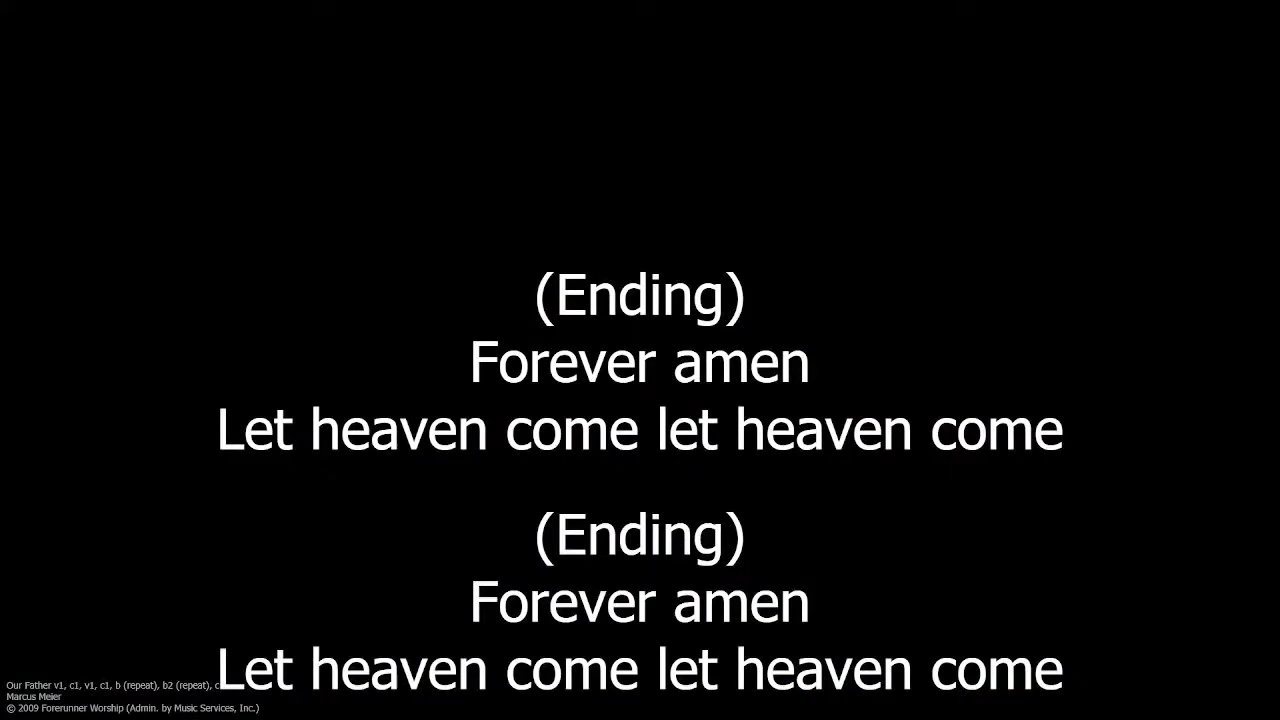 (Ending)
Forever amen
Let heaven come let heaven come
(Ending)
Forever amen
Let heaven come let heaven come
Our Father v1, c1, v1, c1, b (repeat), b2 (repeat), c
Marcus Meier
© 2009 Forerunner Worship (Admin. by Music Services, Inc.)